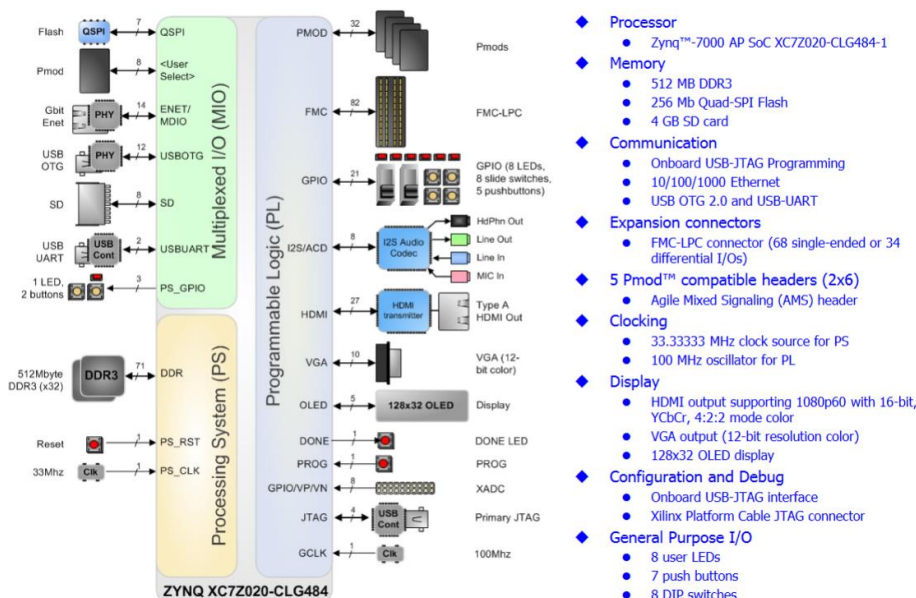 Flash
QSPI
7
QSPI
Pmod
8
<User
Select>
Gbit
Enet
PHY
14
ENET/
MDIO
USB
OTG
PHY
12
USBOTG
SD
8
SD
USB
UART
USB
Cont
2
USBUART
1 LED,
2 buttons
3
PS_GPIO
Multiplexed I/O (MIO)
512Mbyte
DDR3 (x32)
DDR3
71
DDR
Reset
1
PS_RST
33Mhz
Clk
1
PS_CLK
Processing System (PS)
Programmable Logic (PL)
PMOD
32
Pmods
FMC
82
FMC-LPC
GPIO
21
GPIO (8 LEDs,
8 slide switches,
5 pushbuttons)
I2S/ACD
8
I2S Audio
Codec
HdPhn Out
Line Out
Line In
MIC In
HDMI
27
HDMI
transmitter
Type A
HDMI Out
VGA
10
VGA (12-
bit color)
OLED
5
128x32 OLED
Display
DONE
1
DONE LED
PROG
1
PROG
GPIO/VP/VN
8
XADC
JTAG
4
USB
Cont
Primary JTAG
GCLK
1
Clk
100Mhz
ZYNQ XC7Z020-CLG484
◆ Processor
● Zynq™-7000 AP SoC XC7Z020-CLG484-1
◆ Memory
● 512 MB DDR3
● 256 Mb Quad-SPI Flash
● 4 GB SD card
◆ Communication
● Onboard USB-JTAG Programming
● 10/100/1000 Ethernet
● USB OTG 2.0 and USB-UART
◆ Expansion connectors
● FMC-LPC connector (68 single-ended or 34
differential I/Os)
◆ 5 Pmod™ compatible headers (2x6)
● Agile Mixed Signaling (AMS) header
◆ Clocking
● 33.33333 MHz clock source for PS
● 100 MHz oscillator for PL
◆ Display
● HDMI output supporting 1080p60 with 16-bit,
YCbCr, 4:2:2 mode color
● VGA output (12-bit resolution color)
● 128x32 OLED display
◆ Configuration and Debug
● Onboard USB-JTAG interface
● Xilinx Platform Cable JTAG connector
◆ General Purpose I/O
● 8 user LEDs
● 7 push buttons
● 8 DIP switches